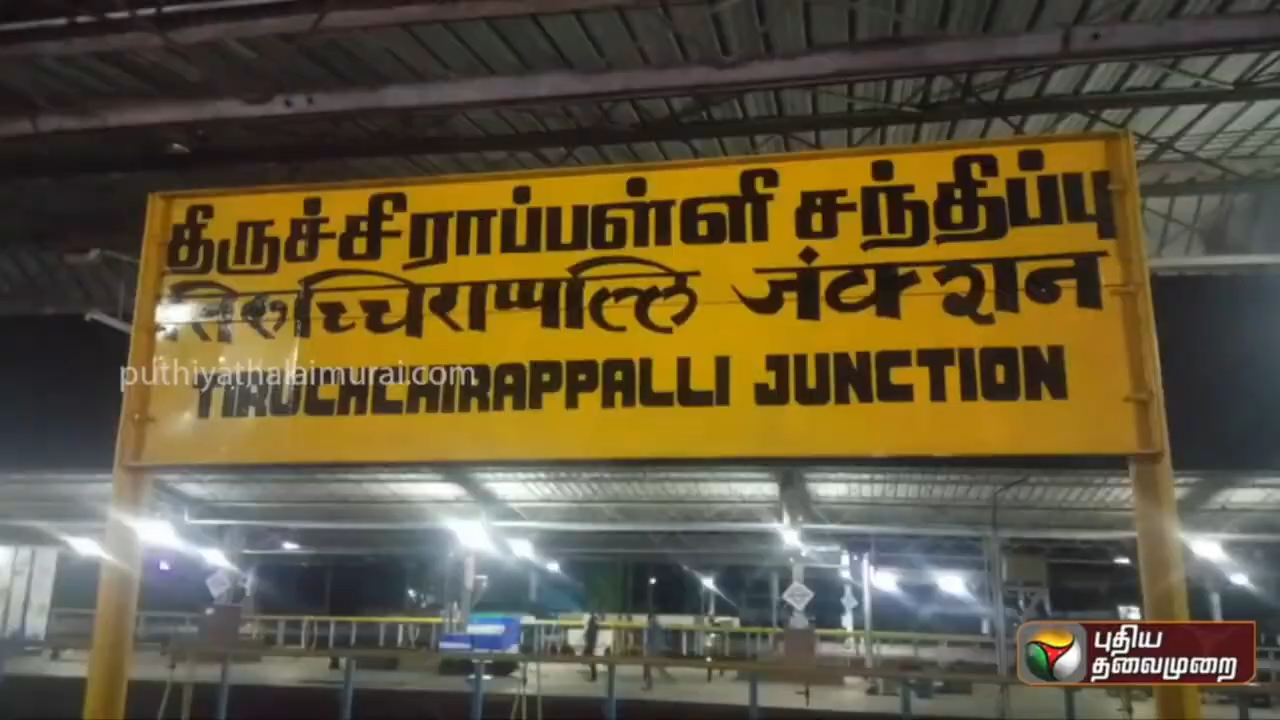 திருச்சிராப்பள்ளி சந்திப்பு
तिरुच्चिराप्पल्लि जंक्शन
puthiyathalaimurai.com
TIRUCHCHIRAPPALLI JUNCTION
புதிய
தலைமுறை